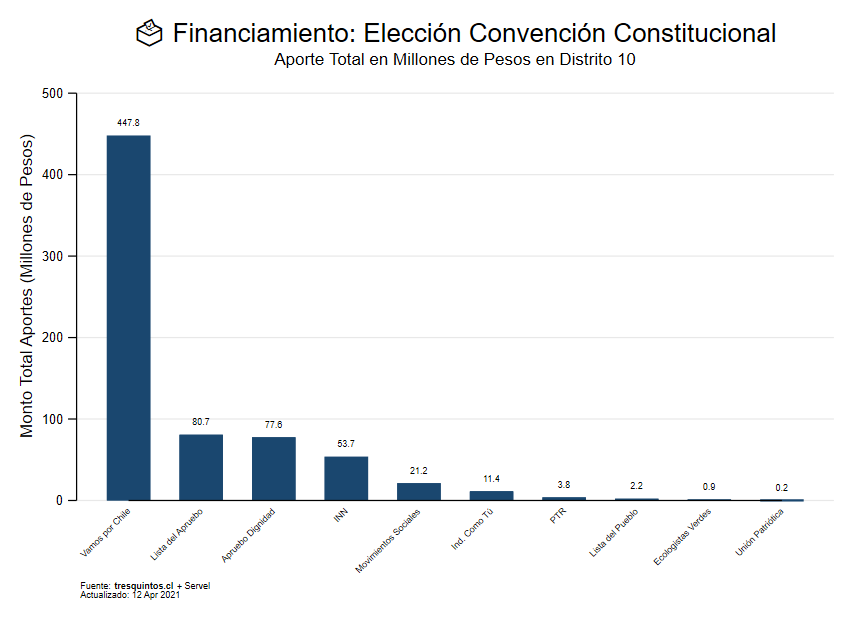 Financiamiento: Elección Convención Constitucional
Aporte Total en Millones de Pesos en Distrito 10
Monto Total Aportes (Millones de Pesos)
500
400
300
200
100
0
447.8
80.7
77.6
53.7
21.2
11.4
3.8
2.2
0.9
0.2
Vamos por Chile
Lista del Apruebo
Apruebo Dignidad
INN
Movimientos Sociales
Ind. Como Tú
PTR
Lista del Pueblo
Ecologistas Verdes
Unión Patriótica
Fuente: tresquintos.cl + Servel
Actualizado: 12 Apr 2021